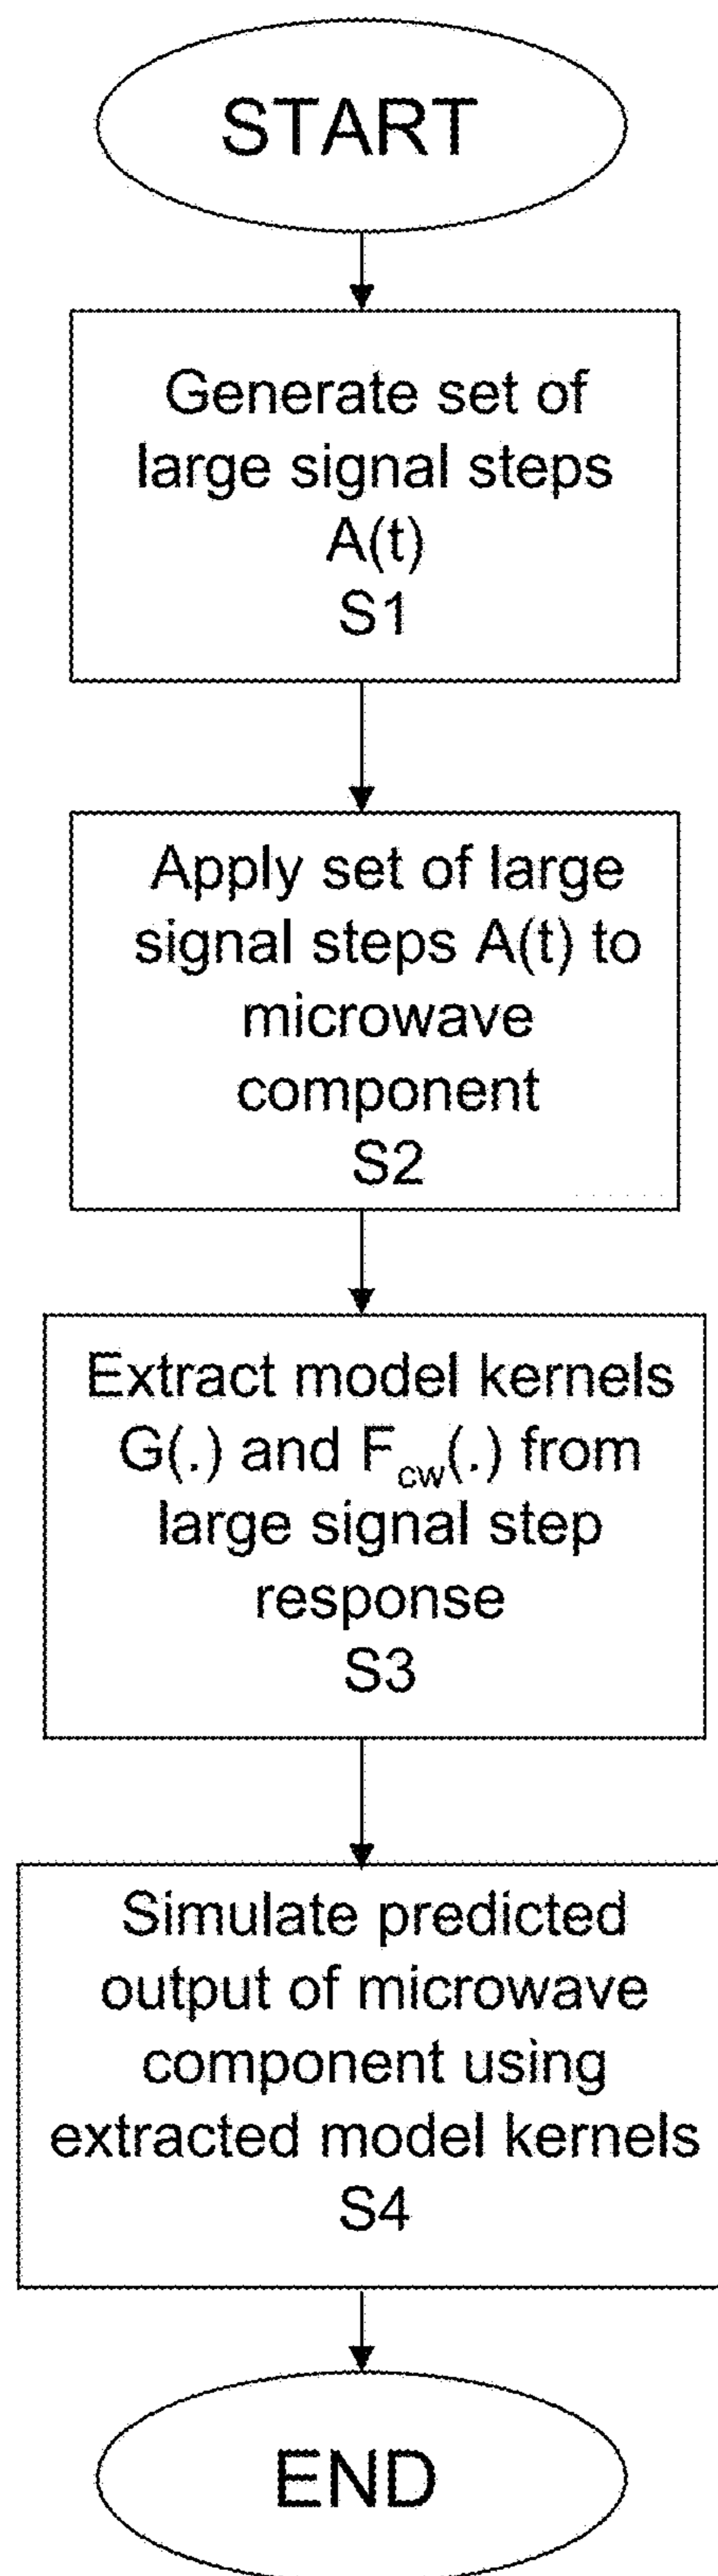 START
Generate set of
large signal steps
A(t)
S1
Apply set of large
signal steps A(t) to
microwave
component
S2
Extract model kernels
G(.) and Fcw(.) from
large signal step
response
S3
Simulate predicted
output of microwave
component using
extracted model kernels
S4
END